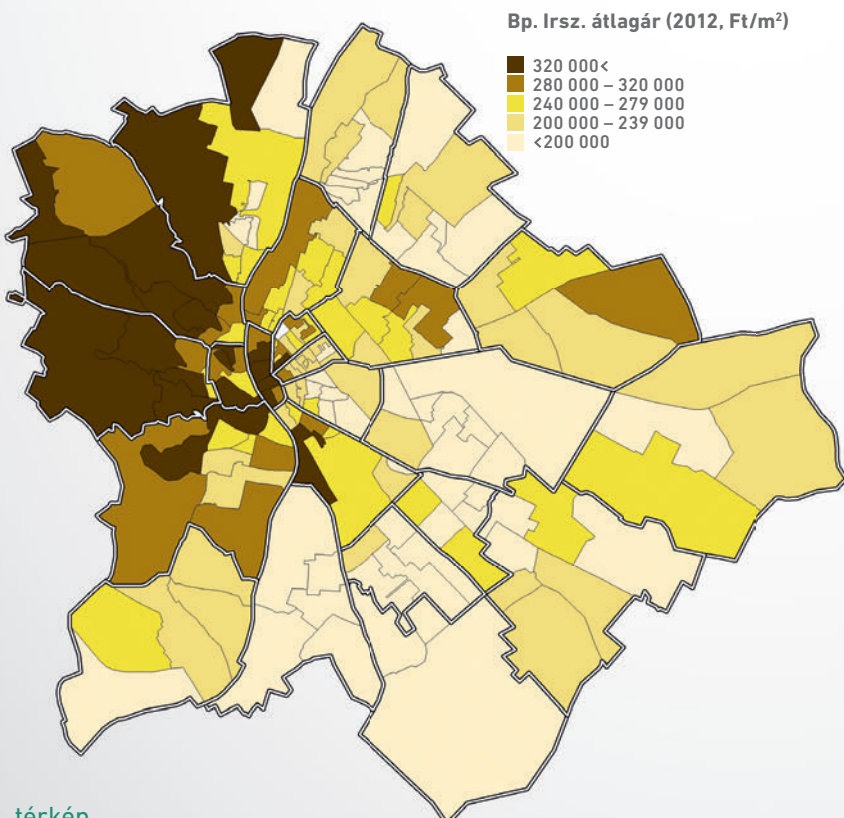 Bp. Irsz. átlagár (2012, Ft/m²)
320 000<
280 000 – 320 000
240 000 – 279 000
200 000 – 239 000
<200 000
térkép